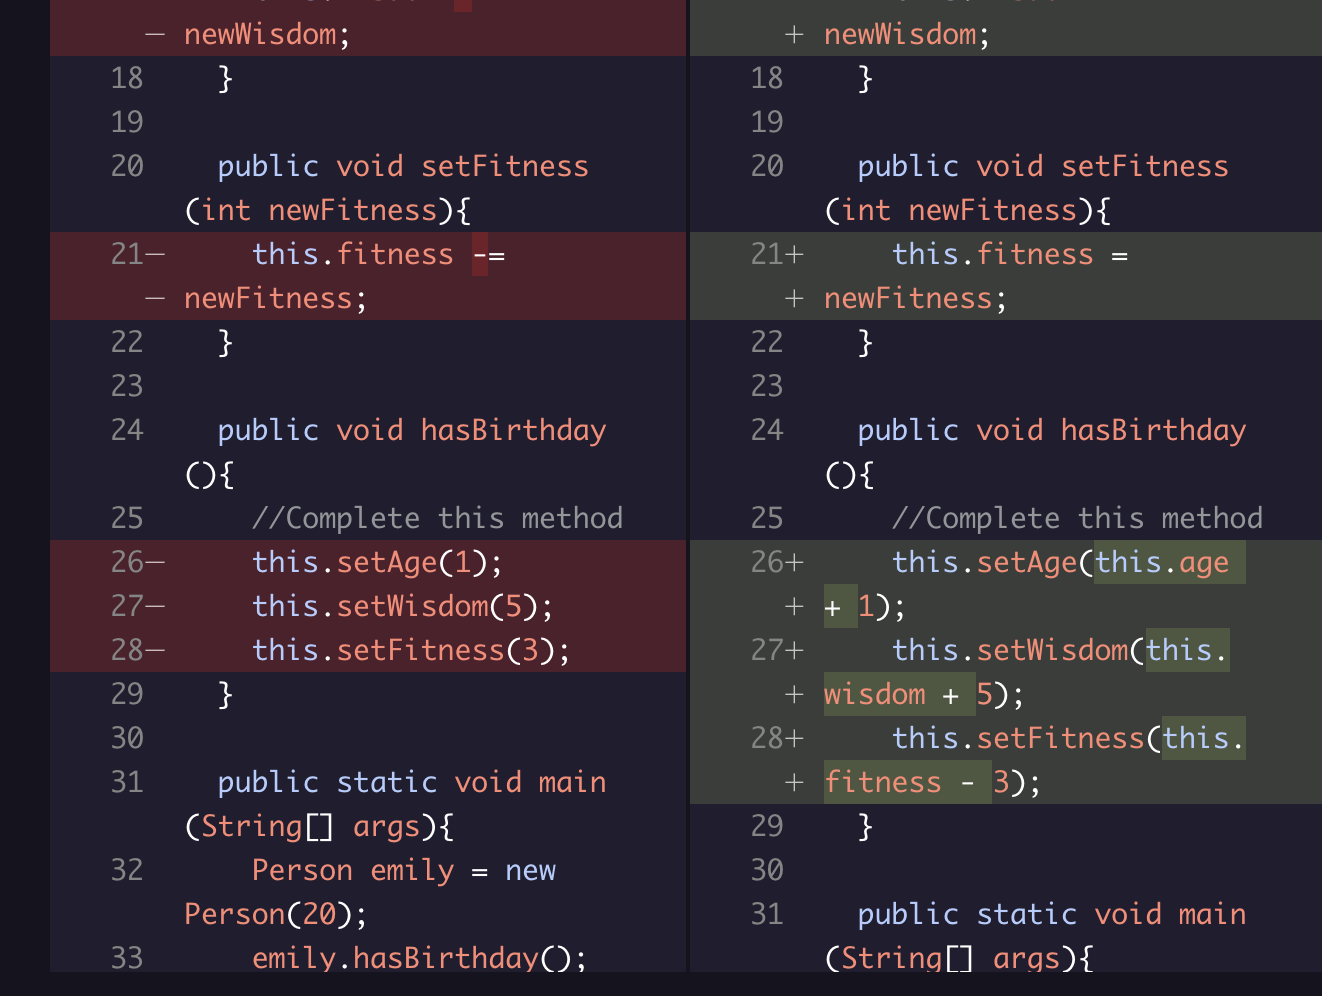 — newWisdom;
18 }
19
20 public void setFitness
(int newFitness){
21— this.fitness -=
— newFitness;
22 }
23
24 public void hasBirthday
(){
25 //Complete this method
26— this.setAge(1);
27— this.setWisdom(5);
28— this.setFitness(3);
29 }
30
31 public static void main
(String[] args){
32 Person emily = new
Person(20);
33 emily.hasBirthday();
+ newWisdom;
18 }
19
20 public void setFitness
(int newFitness){
21+ this.fitness =
+ newFitness;
22 }
23
24 public void hasBirthday
(){
25 //Complete this method
26+ this.setAge(this.age
+ + 1);
27+ this.setWisdom(this.
+ wisdom + 5);
28+ this.setFitness(this.
+ fitness - 3);
29 }
30
31 public static void main
(String[] args){